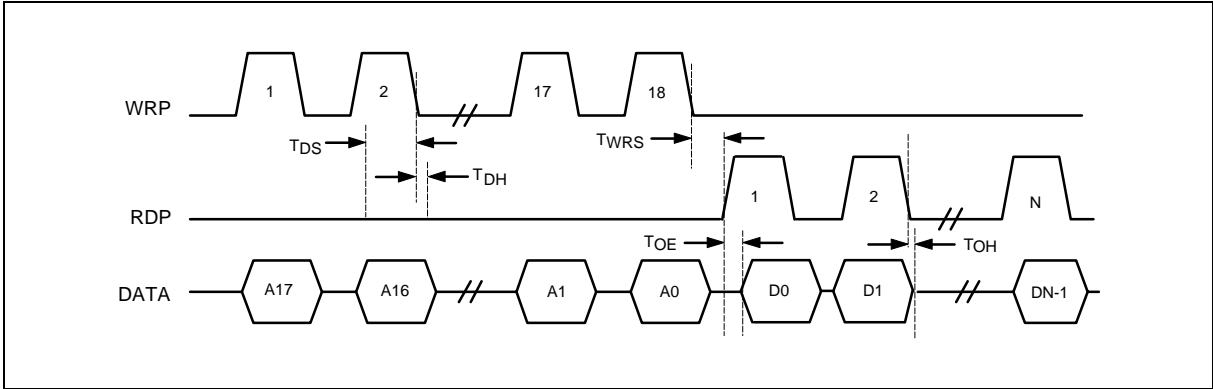 1 2 17 18
WRP
TDS
TWRS
TDH
1 2 N
RDP
TOE
TOH
DATA
A17 A16 A1 A0 D0 D1 DN-1